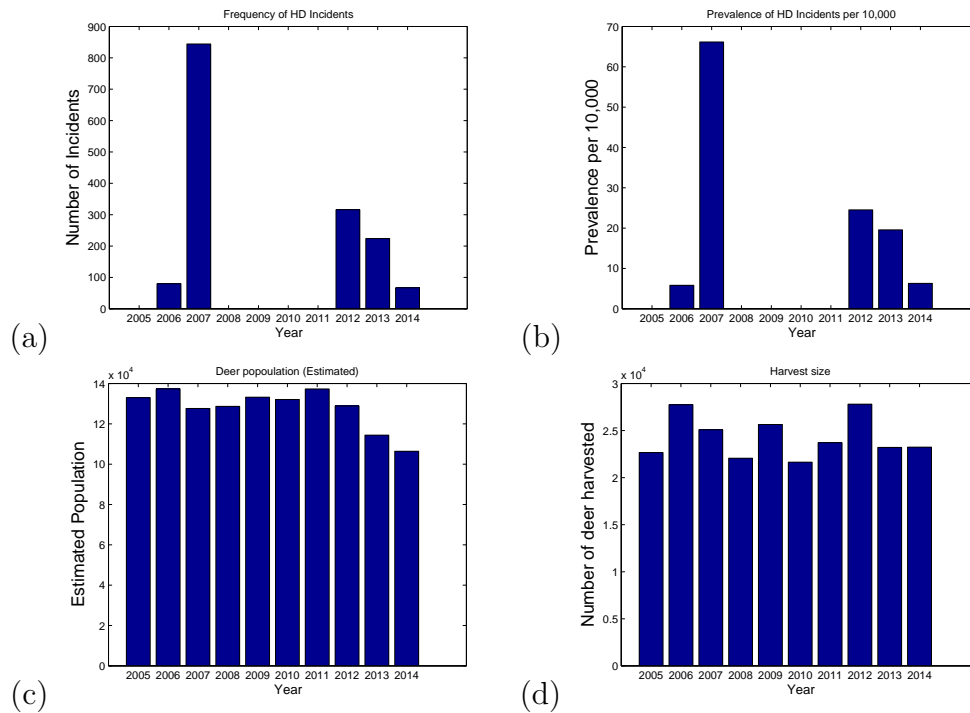 Frequency of HD Incidents
900
800
700
600
500
400
300
200
100
0
Number of Incidents
2005 2006 2007 2008 2009 2010 2011 2012 2013 2014
Year
(a)
Prevalence of HD Incidents per 10,000
70
60
50
40
30
20
10
0
Prevalence per 10,000
2005 2006 2007 2008 2009 2010 2011 2012 2013 2014
Year
(b)
Deer popoulation (Estimated)
x 10⁴
14
12
10
8
6
4
2
0
Estimated Population
2005 2006 2007 2008 2009 2010 2011 2012 2013 2014
Year
(c)
Harvest size
x 10⁴
3
2.5
2
1.5
1
0.5
0
Number of deer harvested
2005 2006 2007 2008 2009 2010 2011 2012 2013 2014
Year
(d)